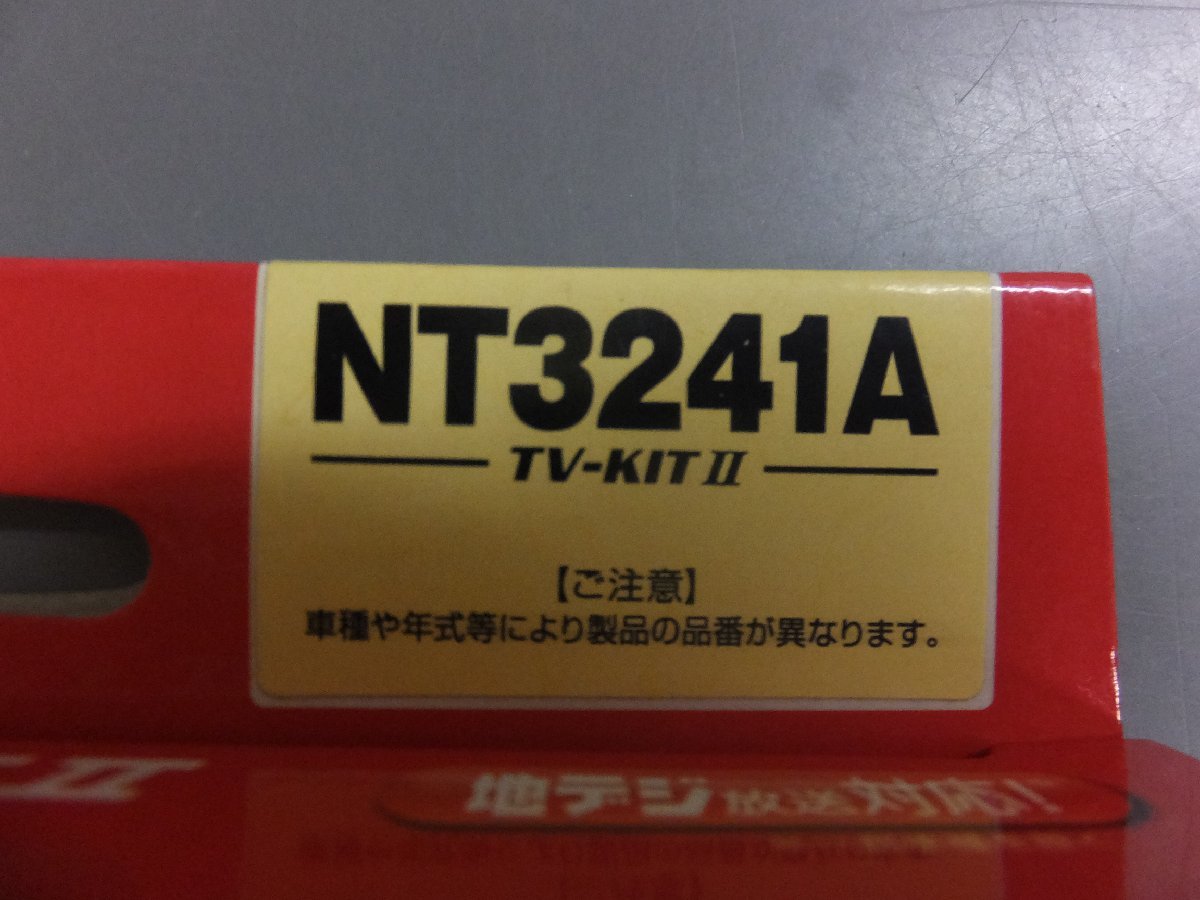 NT3241A
TV-KIT II
【ご注意】
車種や年式等により製品の品番が異なります。
II
地デジ放送対応！